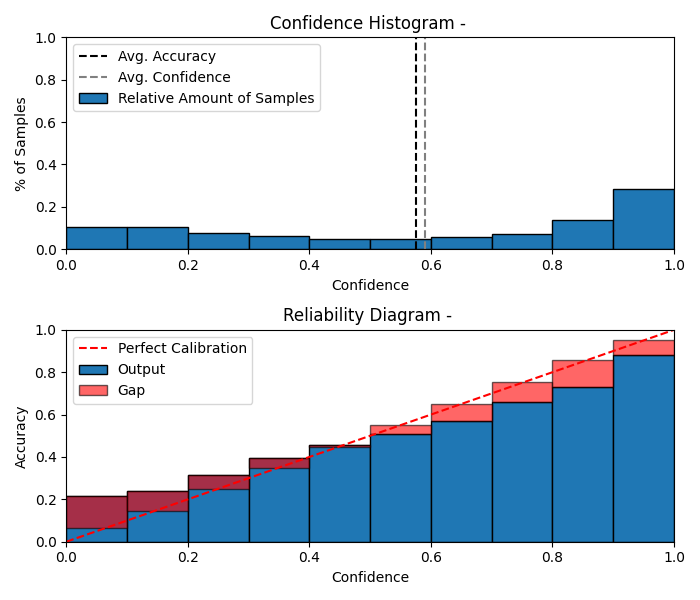 Confidence Histogram -
1.0
0.8
0.6
0.4
0.2
0.0
% of Samples
Avg. Accuracy
Avg. Confidence
Relative Amount of Samples
0.0 0.2 0.4 0.6 0.8 1.0
Confidence
Reliability Diagram -
1.0
0.8
0.6
0.4
0.2
0.0
Accuracy
Perfect Calibration
Output
Gap
0.0 0.2 0.4 0.6 0.8 1.0
Confidence